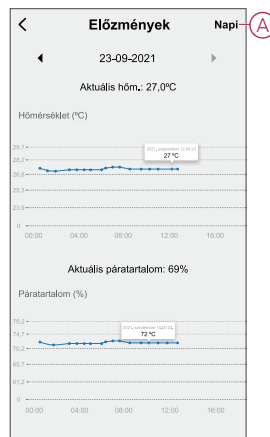 Előzmények Napi A
23-09-2021
Aktuális hőm.: 27,0ºC
Hőmérséklet (ºC)
29,7
28,2
27 ºC
26,8
25,3
23,9
0
00:00 04:00 08:00 12:00 16:00
Aktuális páratartalom: 69%
Páratartalom (%)
79,2
74,7
72 ºC
70,2
65,7
61,2
0
00:00 04:00 08:00 12:00 16:00